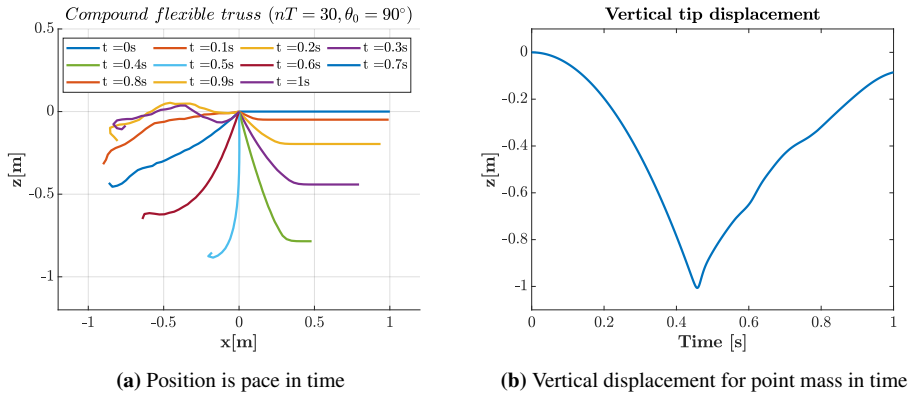 Compound flexible truss (nT = 30, θ₀ = 90°)
0.5
0
-0.5
-1
z[m]
t =0s t =0.1s t =0.2s t =0.3s
t =0.4s t =0.5s t =0.6s t =0.7s
t =0.8s t =0.9s t =1s
-1 -0.5 0 0.5 1
x[m]
(a) Position is pace in time
Vertical tip displacement
0
-0.2
-0.4
-0.6
-0.8
-1
z[m]
0 0.2 0.4 0.6 0.8 1
Time [s]
(b) Vertical displacement for point mass in time